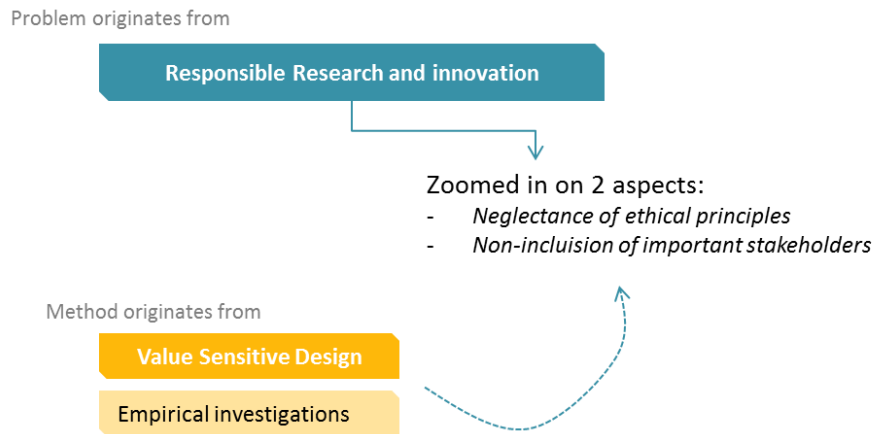 Problem originates from
Responsible Research and innovation
Zoomed in on 2 aspects:
- Neglectance of ethical principles
- Non-incluision of important stakeholders
Method originates from
Value Sensitive Design
Empirical investigations